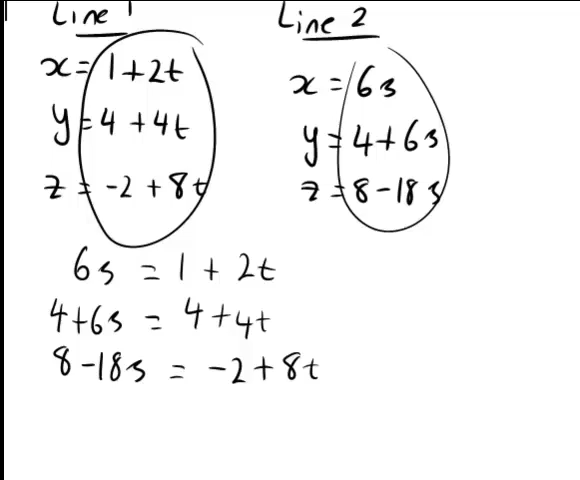 Line 1
x = 1 + 2t
y = 4 + 4t
z = -2 + 8t
Line 2
x = 6s
y = 4 + 6s
z = 8 - 18s
6s = 1 + 2t
4 + 6s = 4 + 4t
8 - 18s = -2 + 8t